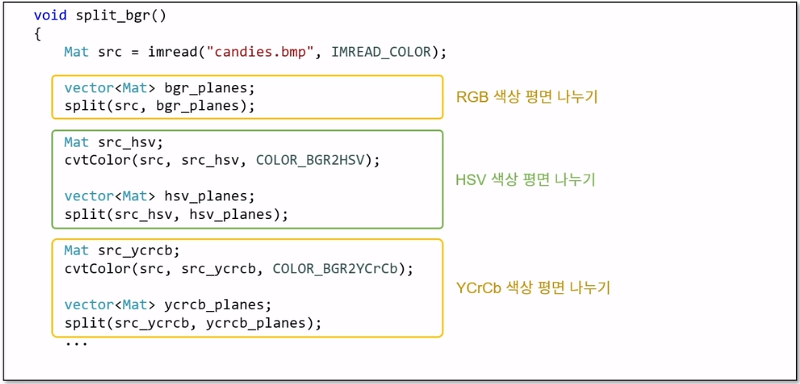 void split_bgr()
{
    Mat src = imread("candies.bmp", IMREAD_COLOR);
    vector<Mat> bgr_planes;
    split(src, bgr_planes);
RGB 색상 평면 나누기
    Mat src_hsv;
    cvtColor(src, src_hsv, COLOR_BGR2HSV);
    vector<Mat> hsv_planes;
    split(src_hsv, hsv_planes);
HSV 색상 평면 나누기
    Mat src_ycrcb;
    cvtColor(src, src_ycrcb, COLOR_BGR2YCrCb);
    vector<Mat> ycrcb_planes;
    split(src_ycrcb, ycrcb_planes);
YCrCb 색상 평면 나누기
    ...